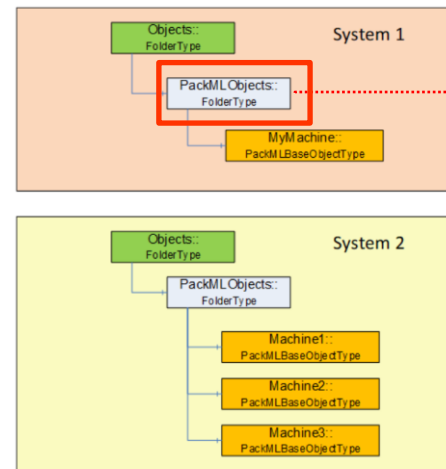 System 1
Objects::
FolderType
PackMLObjects::
FolderType
MyMachine::
PackMLBaseObjectType
System 2
Objects::
FolderType
PackMLObjects::
FolderType
Machine1::
PackMLBaseObjectType
Machine2::
PackMLBaseObjectType
Machine3::
PackMLBaseObjectType